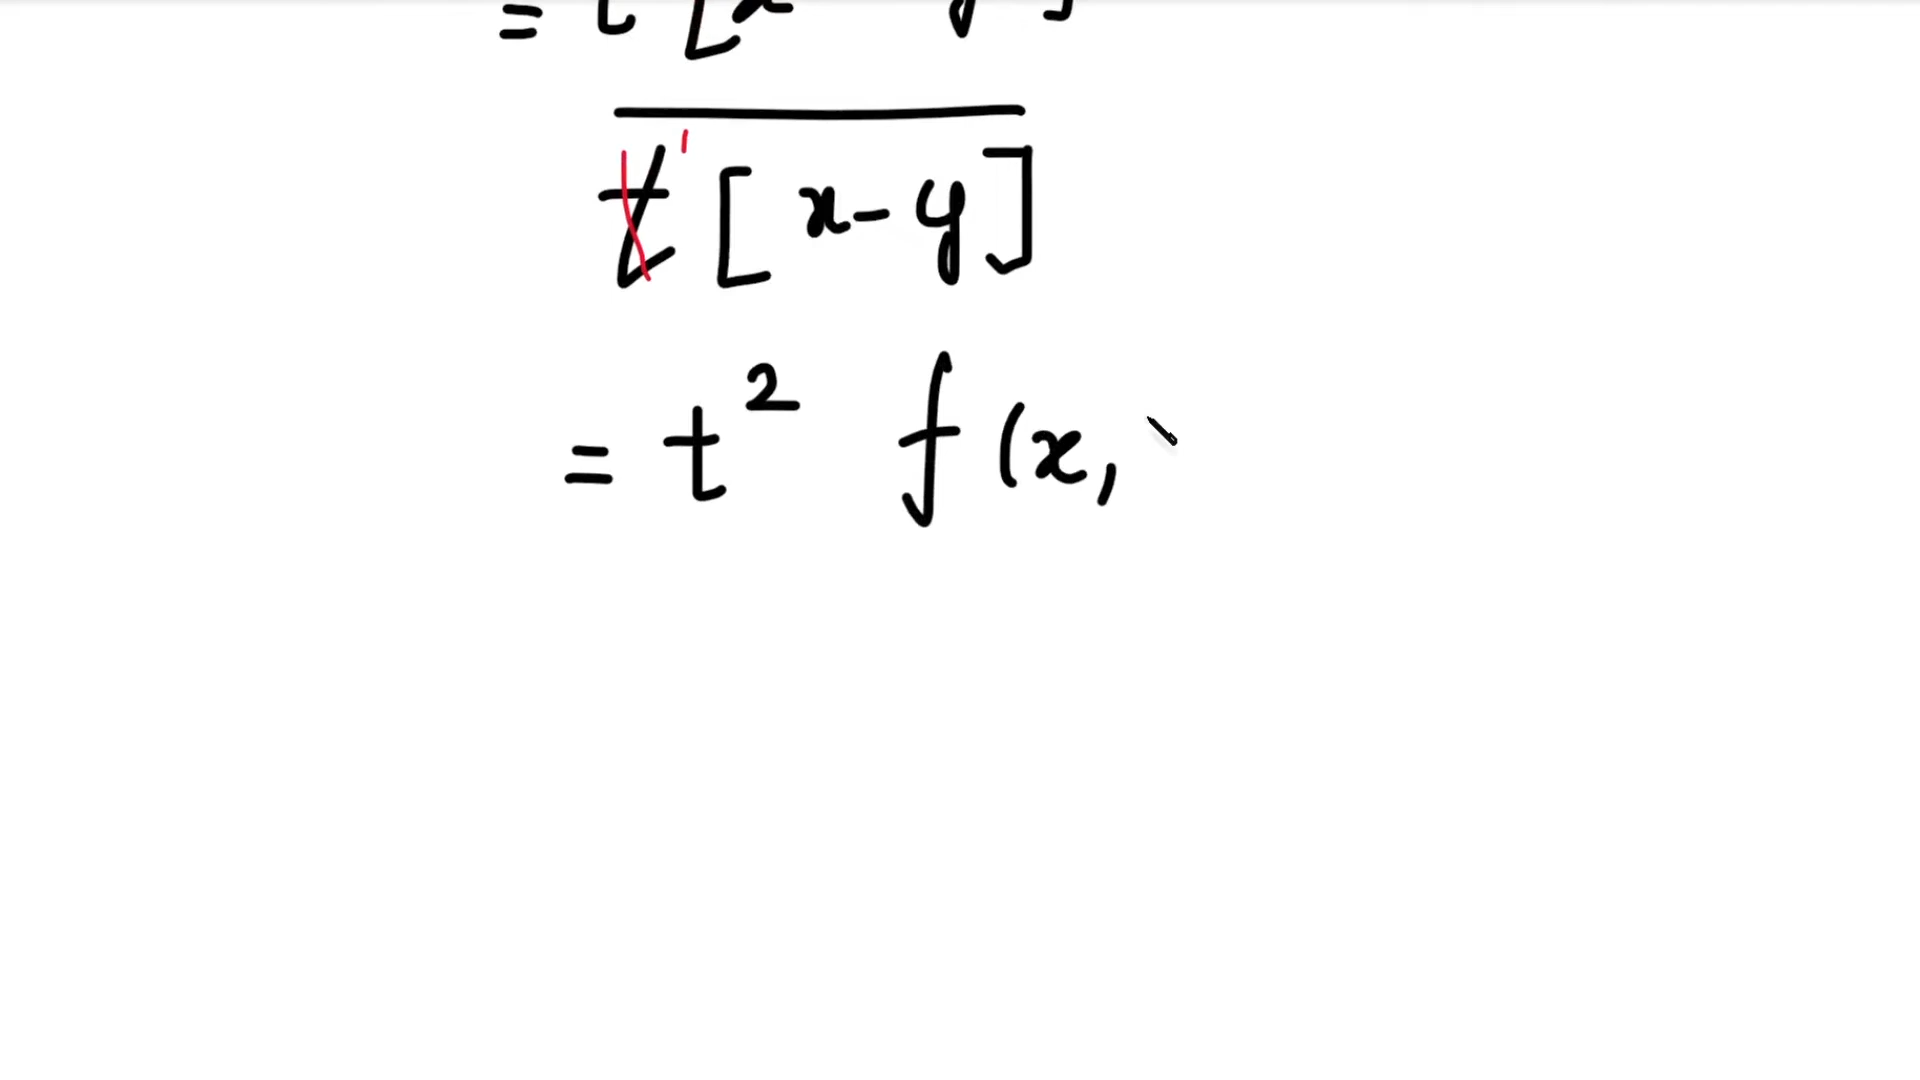 = t [x y]
t' [x-y]
= t² f(x,